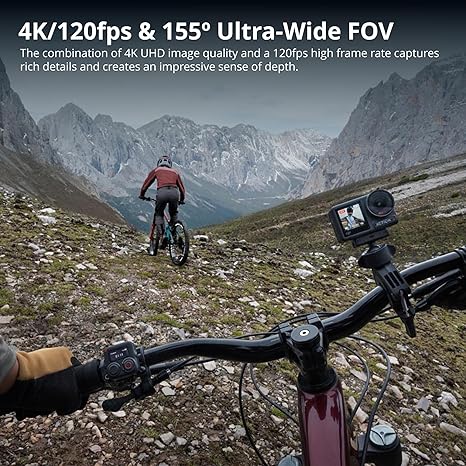 4K/120fps & 155º Ultra-Wide FOV
The combination of 4K UHD image quality and a 120fps high frame rate captures
rich details and creates an impressive sense of depth.